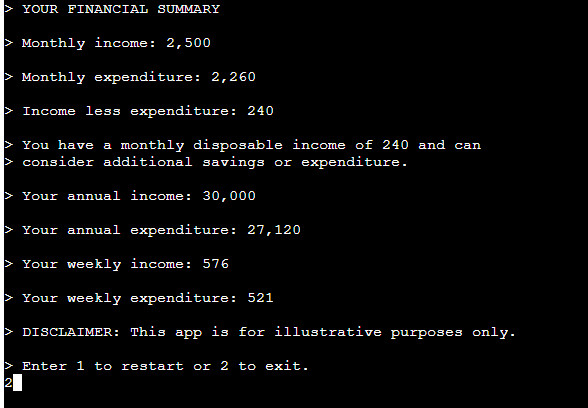 > YOUR FINANCIAL SUMMARY
> Monthly income: 2,500
> Monthly expenditure: 2,260
> Income less expenditure: 240
> You have a monthly disposable income of 240 and can
> consider additional savings or expenditure.
> Your annual income: 30,000
> Your annual expenditure: 27,120
> Your weekly income: 576
> Your weekly expenditure: 521
> DISCLAIMER: This app is for illustrative purposes only.
> Enter 1 to restart or 2 to exit.
2